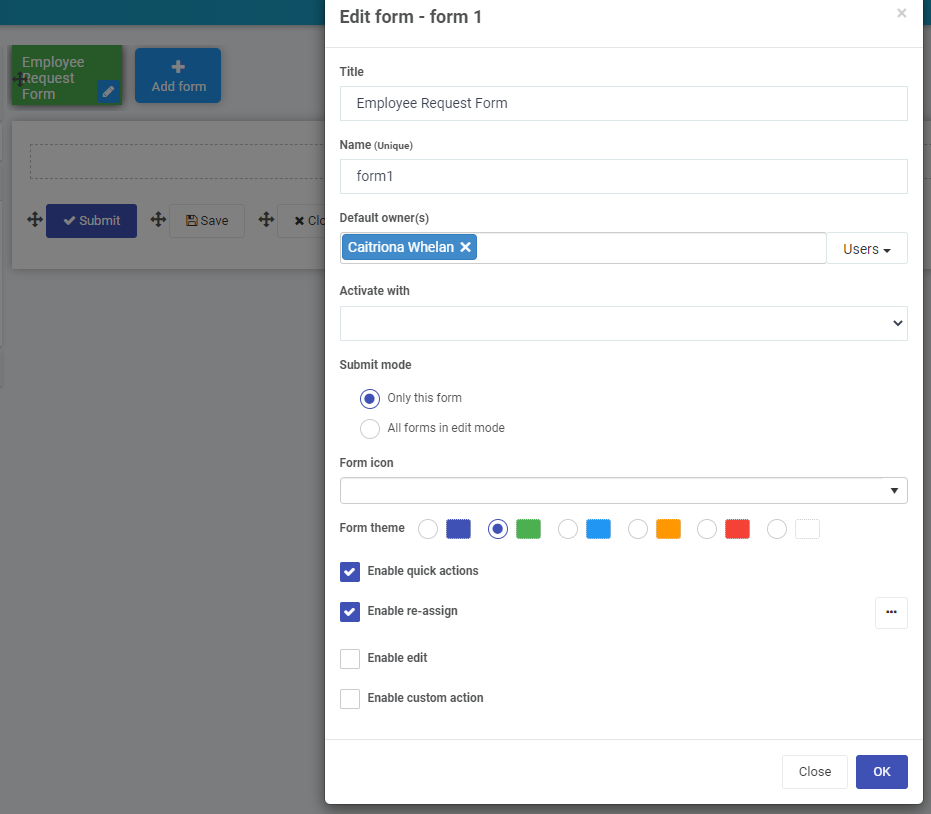 Edit form - form 1
×
Employee
Request
Form
Add form
Title
Employee Request Form
Name (Unique)
form1
Default owner(s)
Caitriona Whelan ×
Users
Submit
Save
Clo
Activate with
Submit mode
Only this form
All forms in edit mode
Form icon
Form theme
Enable quick actions
Enable re-assign
...
Enable edit
Enable custom action
Close
OK